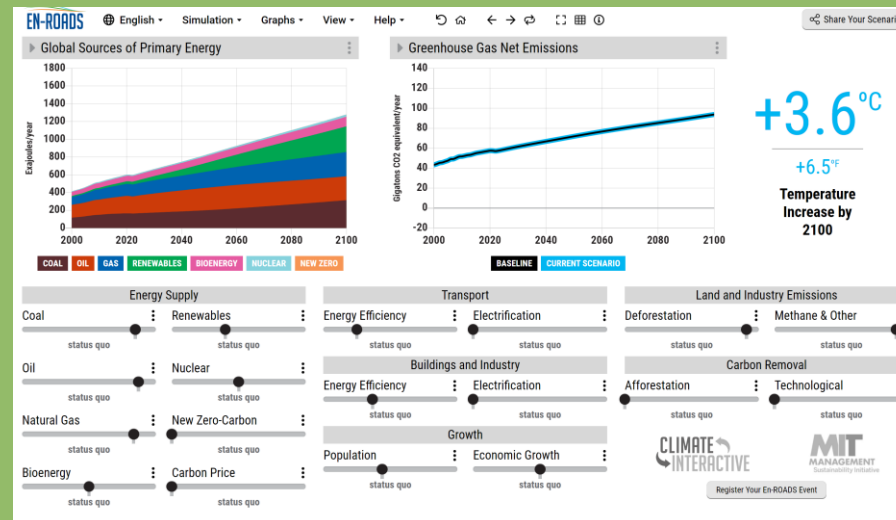 EN-ROADS English Simulation Graphs View Help Share Your Scenari
Global Sources of Primary Energy
1800
1600
1400
1200
1000
800
600
400
200
0
Exajoules/year
2000 2020 2040 2060 2080 2100
COAL OIL GAS RENEWABLES BIOENERGY NUCLEAR NEW ZERO
Greenhouse Gas Net Emissions
140
120
100
80
60
40
20
0
-20
Gigatons CO2 equivalent/year
2000 2020 2040 2060 2080 2100
BASELINE CURRENT SCENARIO
+3.6°C
+6.5°F
Temperature
Increase by
2100
Energy Supply
Coal Renewables
status quo status quo
Oil Nuclear
status quo status quo
Natural Gas New Zero-Carbon
status quo status quo
Bioenergy Carbon Price
status quo status quo
Transport
Energy Efficiency Electrification
status quo status quo
Buildings and Industry
Energy Efficiency Electrification
status quo status quo
Growth
Population Economic Growth
status quo status quo
Land and Industry Emissions
Deforestation Methane & Other
status quo status quo
Carbon Removal
Afforestation Technological
status quo status quo
CLIMATE
INTERACTIVE
MIT
MANAGEMENT
Sustainability Initiative
Register Your En-ROADS Event